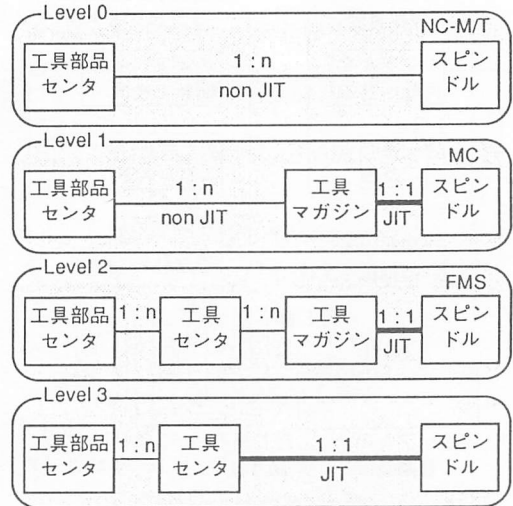 Level 0
NC-M/T
工具部品
センタ
1 : n
non JIT
スピン
ドル
Level 1
MC
工具部品
センタ
1 : n
non JIT
工具
マガジン
1 : 1
JIT
スピン
ドル
Level 2
FMS
工具部品
センタ
1 : n
工具
センタ
1 : n
工具
マガジン
1 : 1
JIT
スピン
ドル
Level 3
工具部品
センタ
1 : n
工具
センタ
1 : 1
JIT
スピン
ドル